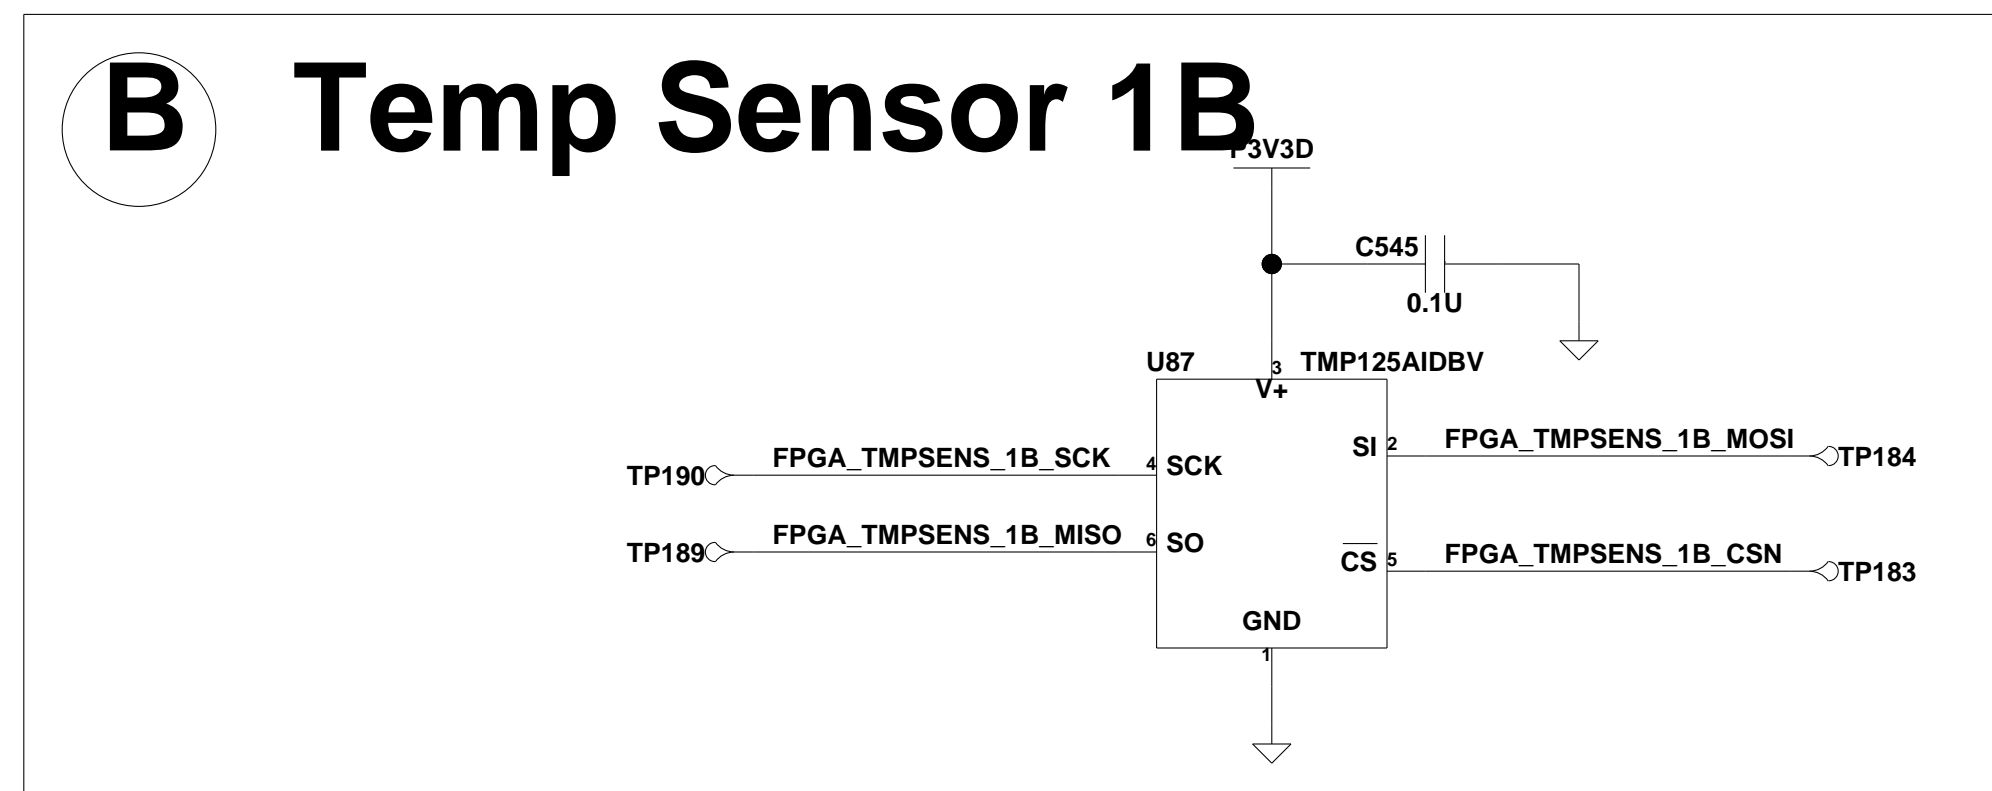 B Temp Sensor 1B
P3V3D
C545
0.1U
U87 3 TMP125AIDBV
V+
SI 2 FPGA_TMPSENS_1B_MOSI TP184
TP190 FPGA_TMPSENS_1B_SCK 4 SCK
TP189 FPGA_TMPSENS_1B_MISO 6 SO
CS 5 FPGA_TMPSENS_1B_CSN TP183
GND
1